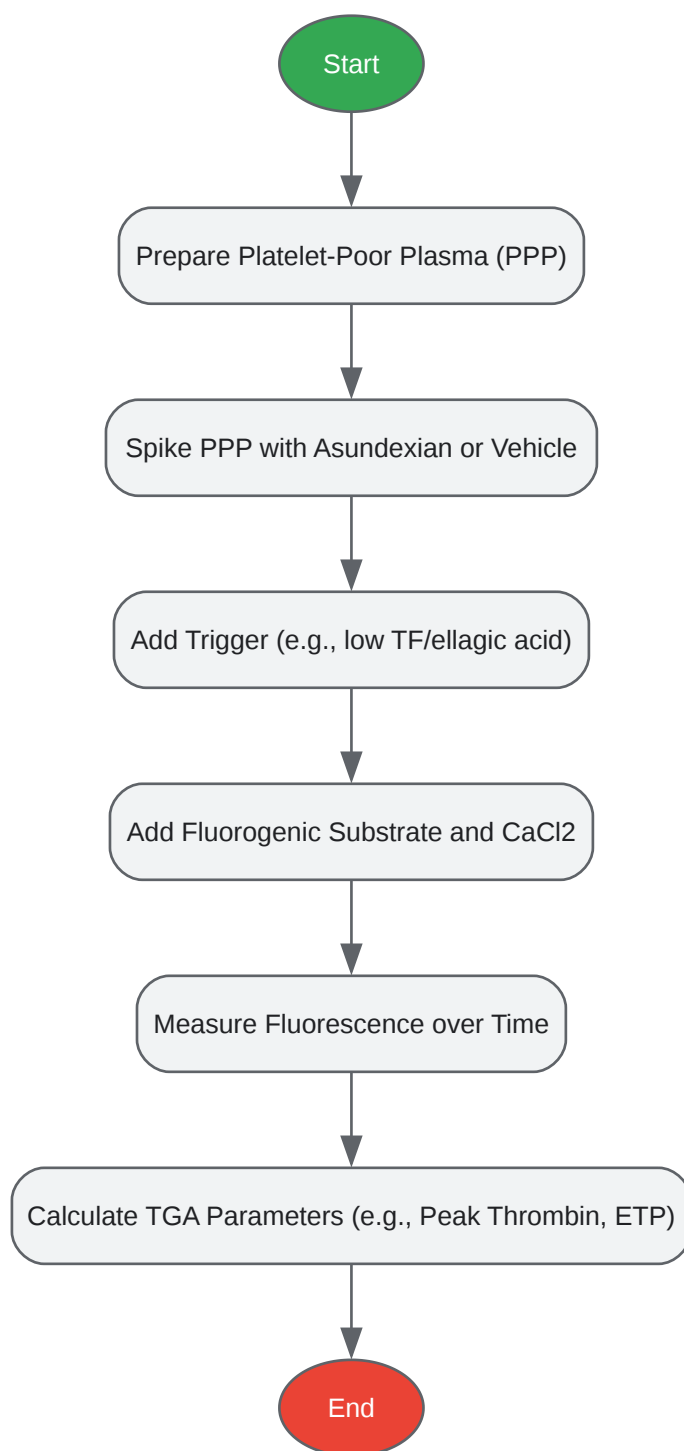 Start
Prepare Platelet-Poor Plasma (PPP)
Spike PPP with Asundexian or Vehicle
Add Trigger (e.g., low TF/ellagic acid)
Add Fluorogenic Substrate and CaCl2
Measure Fluorescence over Time
Calculate TGA Parameters (e.g., Peak Thrombin, ETP)
End